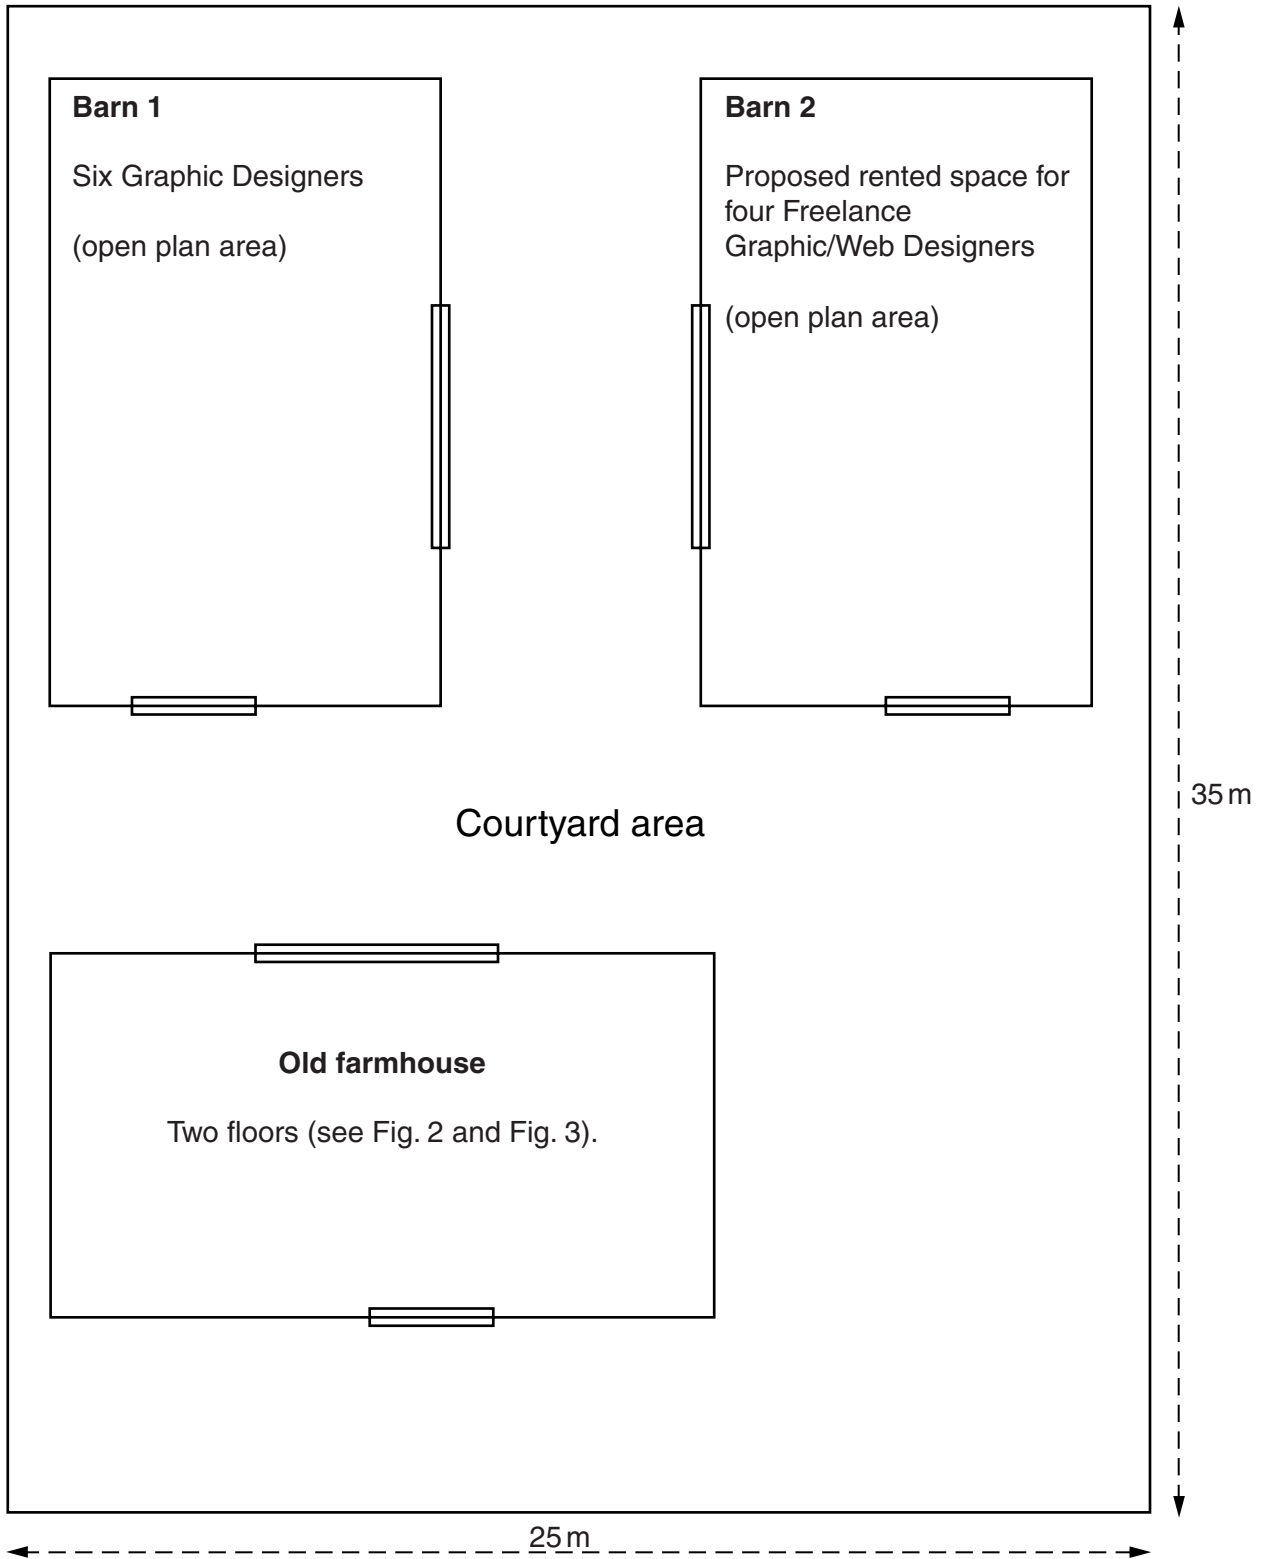 Barn 1
Six Graphic Designers
(open plan area)
Barn 2
Proposed rented space for
four Freelance
Graphic/Web Designers
(open plan area)
35 m
Courtyard area
Old farmhouse
Two floors (see Fig. 2 and Fig. 3).
25 m